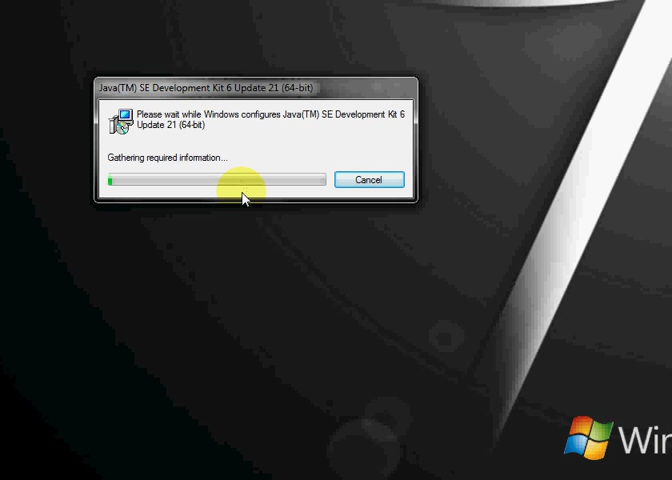 Java(TM) SE Development Kit 6 Update 21 (64-bit)
Please wait while Windows configures Java(TM) SE Development Kit 6
Update 21 (64-bit)
Gathering required information...
Cancel
Win